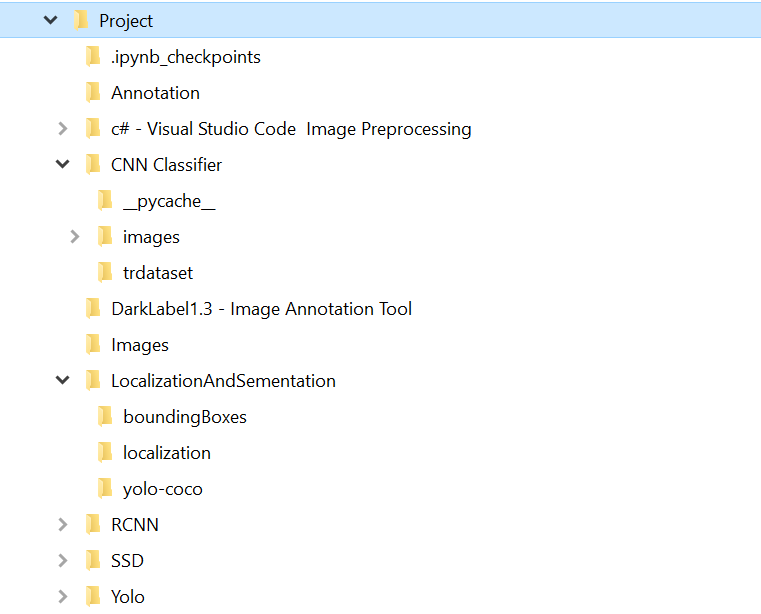 Project
.ipynb_checkpoints
Annotation
c# - Visual Studio Code  Image Preprocessing
CNN Classifier
__pycache__
images
trdataset
DarkLabel1.3 - Image Annotation Tool
Images
LocalizationAndSementation
boundingBoxes
localization
yolo-coco
RCNN
SSD
Yolo